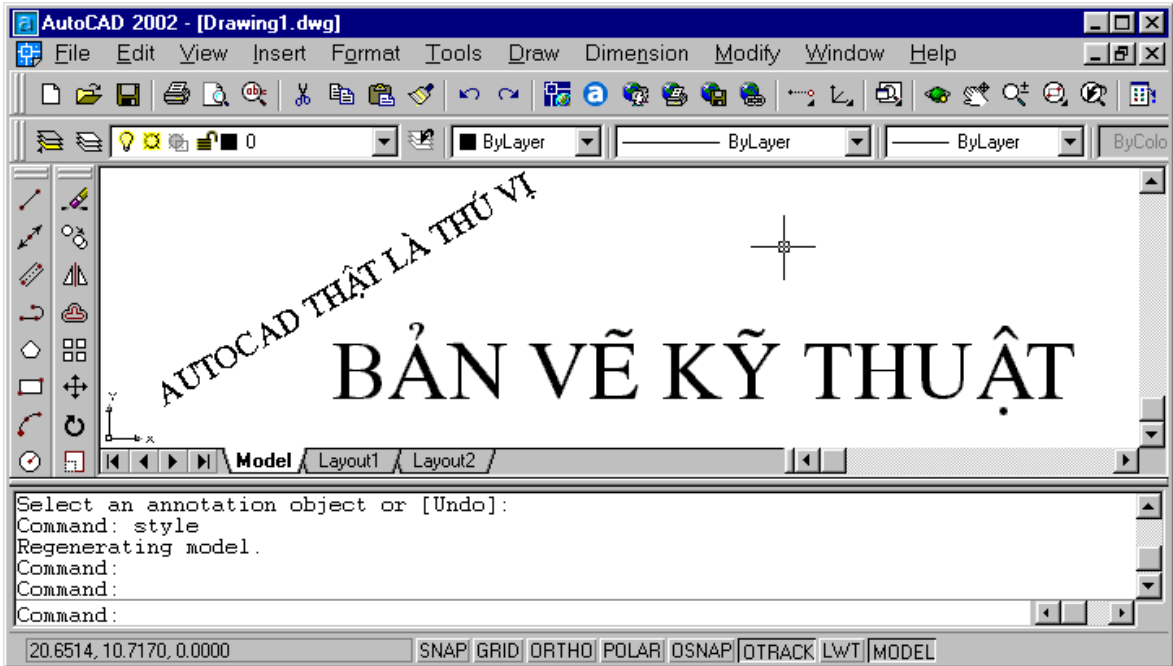 AutoCAD 2002 - [Drawing1.dwg]
File Edit View Insert Format Tools Draw Dimension Modify Window Help
0 ByLayer ByLayer ByLayer ByColo
AUTOCAD THẬT LÀ THÚ VỊ
BẢN VẼ KỸ THUẬT
Y
X
Model Layout1 Layout2
Select an annotation object or [Undo]:
Command: style
Regenerating model.
Command:
Command:
Command:
20.6514, 10.7170, 0.0000 SNAP GRID ORTHO POLAR OSNAP OTRACK LWT MODEL